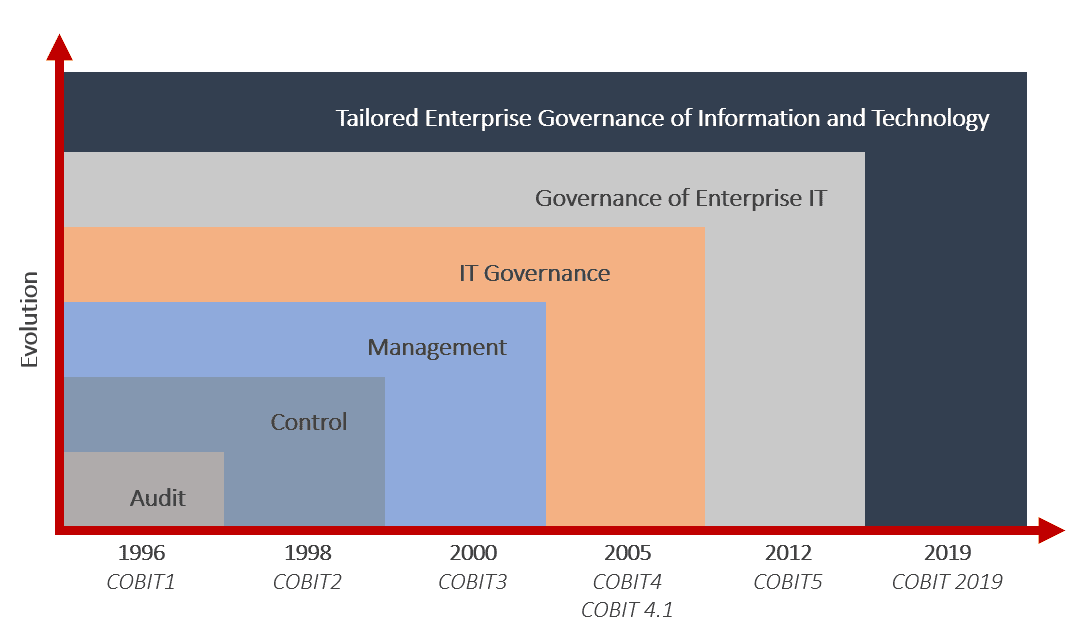 Tailored Enterprise Governance of Information and Technology
Governance of Enterprise IT
IT Governance
Management
Control
Audit
Evolution
1996
COBIT1
1998
COBIT2
2000
COBIT3
2005
COBIT4
COBIT 4.1
2012
COBIT5
2019
COBIT 2019